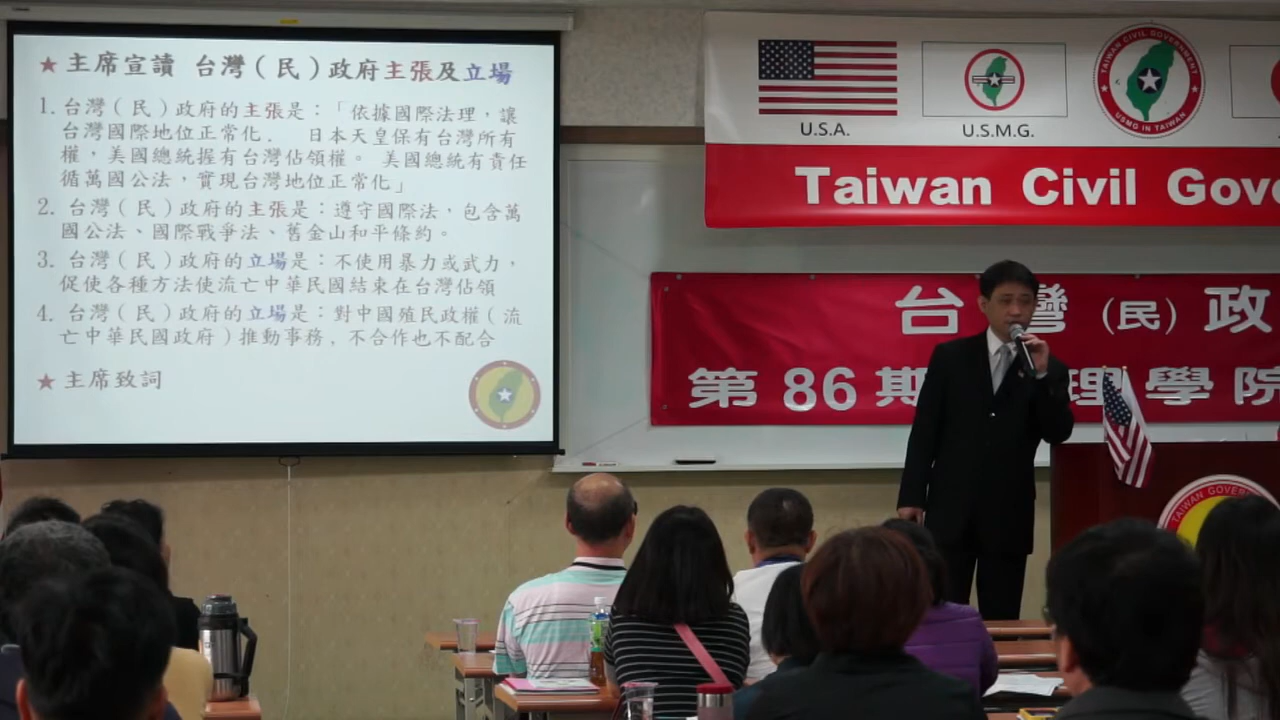 ★ 主席宣讀 台灣（民）政府主張及立場
1. 台灣（民）政府的主張是：「依據國際法理，讓
台灣國際地位正常化． 日本天皇保有台灣所有
權，美國總統握有台灣佔領權。 美國總統有責任
循萬國公法，實現台灣地位正常化」
2. 台灣（民）政府的主張是：遵守國際法，包含萬
國公法、國際戰爭法、舊金山和平條約。
3. 台灣（民）政府的立場是：不使用暴力或武力，
促使各種方法使流亡中華民國結束在台灣佔領
4. 台灣（民）政府的立場是：對中國殖民政權（流
亡中華民國政府）推動事務，不合作也不配合
★ 主席致詞
U.S.A.
U.S.M.G.
TAIWAN CIVIL GOVERNMENT
USMG IN TAIWAN
Taiwan Civil Gove
台灣（民）政
第86期 理學院
TAIWAN GOVER